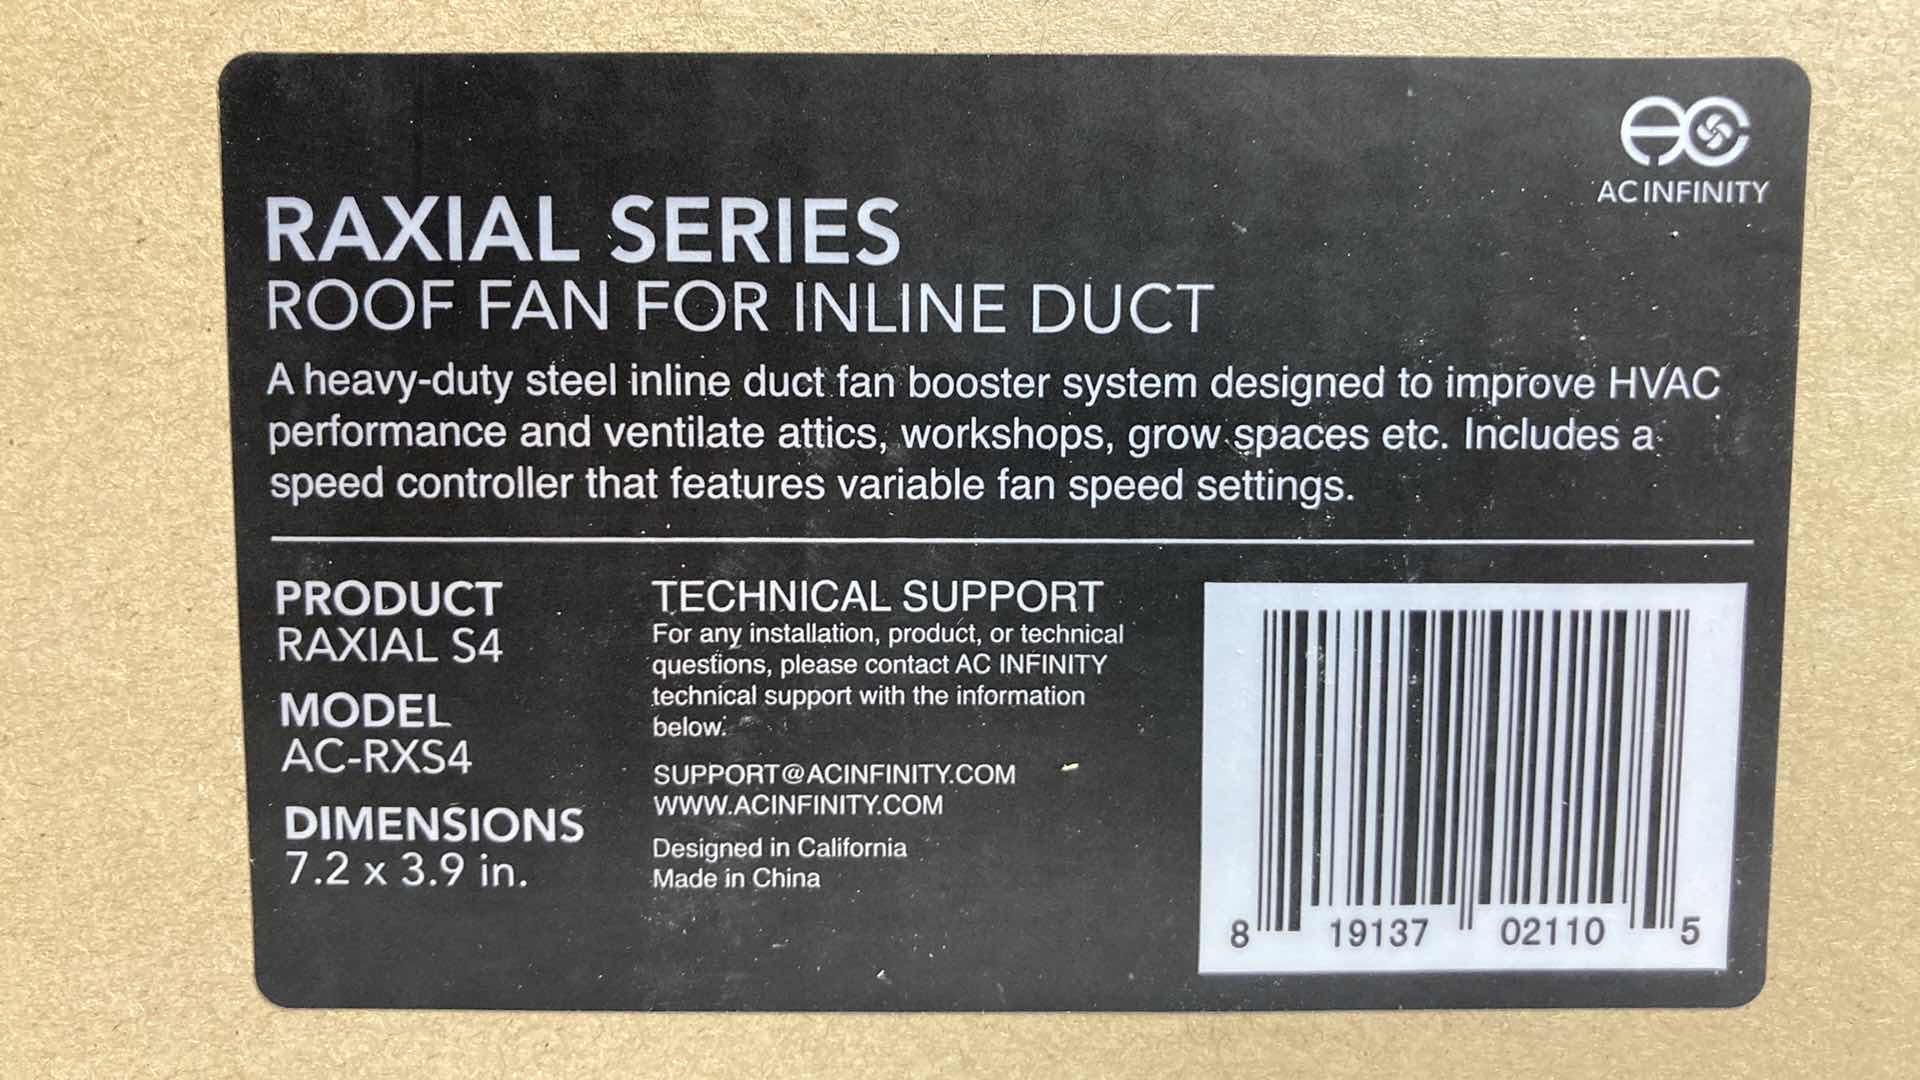 AC INFINITY
RAXIAL SERIES
ROOF FAN FOR INLINE DUCT
A heavy-duty steel inline duct fan booster system designed to improve HVAC
performance and ventilate attics, workshops, grow spaces etc. Includes a
speed controller that features variable fan speed settings.
PRODUCT
RAXIAL S4
MODEL
AC-RXS4
DIMENSIONS
7.2 x 3.9 in.
TECHNICAL SUPPORT
For any installation, product, or technical
questions, please contact AC INFINITY
technical support with the information
below.
SUPPORT@ACINFINITY.COM
WWW.ACINFINITY.COM
Designed in California
Made in China
8 19137 02110 5